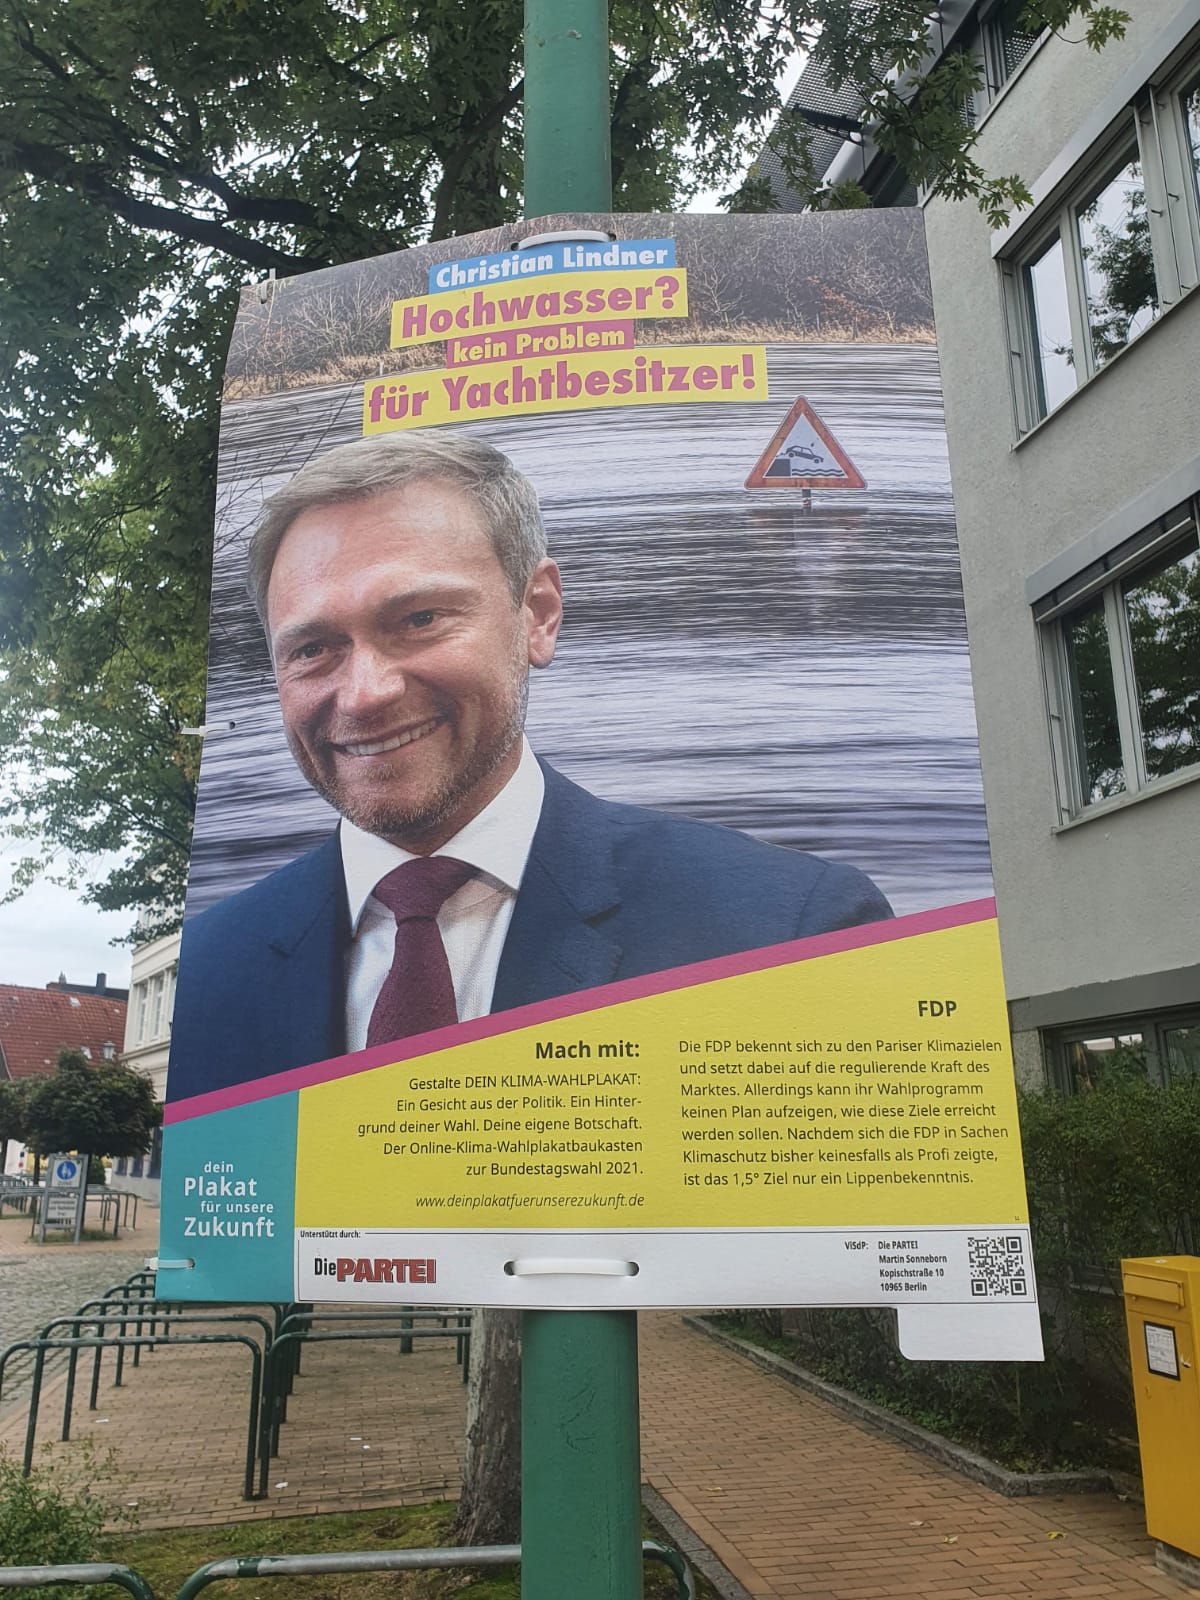 Christian Lindner
Hochwasser?
kein Problem
für Yachtbesitzer!
Mach mit:
Gestalte DEIN KLIMA-WAHLPLAKAT:
Ein Gesicht aus der Politik. Ein Hinter-
grund deiner Wahl. Deine eigene Botschaft.
Der Online-Klima-Wahlplakatbaukasten
zur Bundestagswahl 2021.
www.deinplakatfuerunserezukunft.de
FDP
Die FDP bekennt sich zu den Pariser Klimazielen
und setzt dabei auf die regulierende Kraft des
Marktes. Allerdings kann ihr Wahlprogramm
keinen Plan aufzeigen, wie diese Ziele erreicht
werden sollen. Nachdem sich die FDP in Sachen
Klimaschutz bisher keinesfalls als Profi zeigte,
ist das 1,5° Ziel nur ein Lippenbekenntnis.
dein
Plakat
für unsere
Zukunft
Unterstützt durch:
Die PARTEI
ViSdP: Die PARTEI
Martin Sonneborn
Kopischstraße 10
10965 Berlin